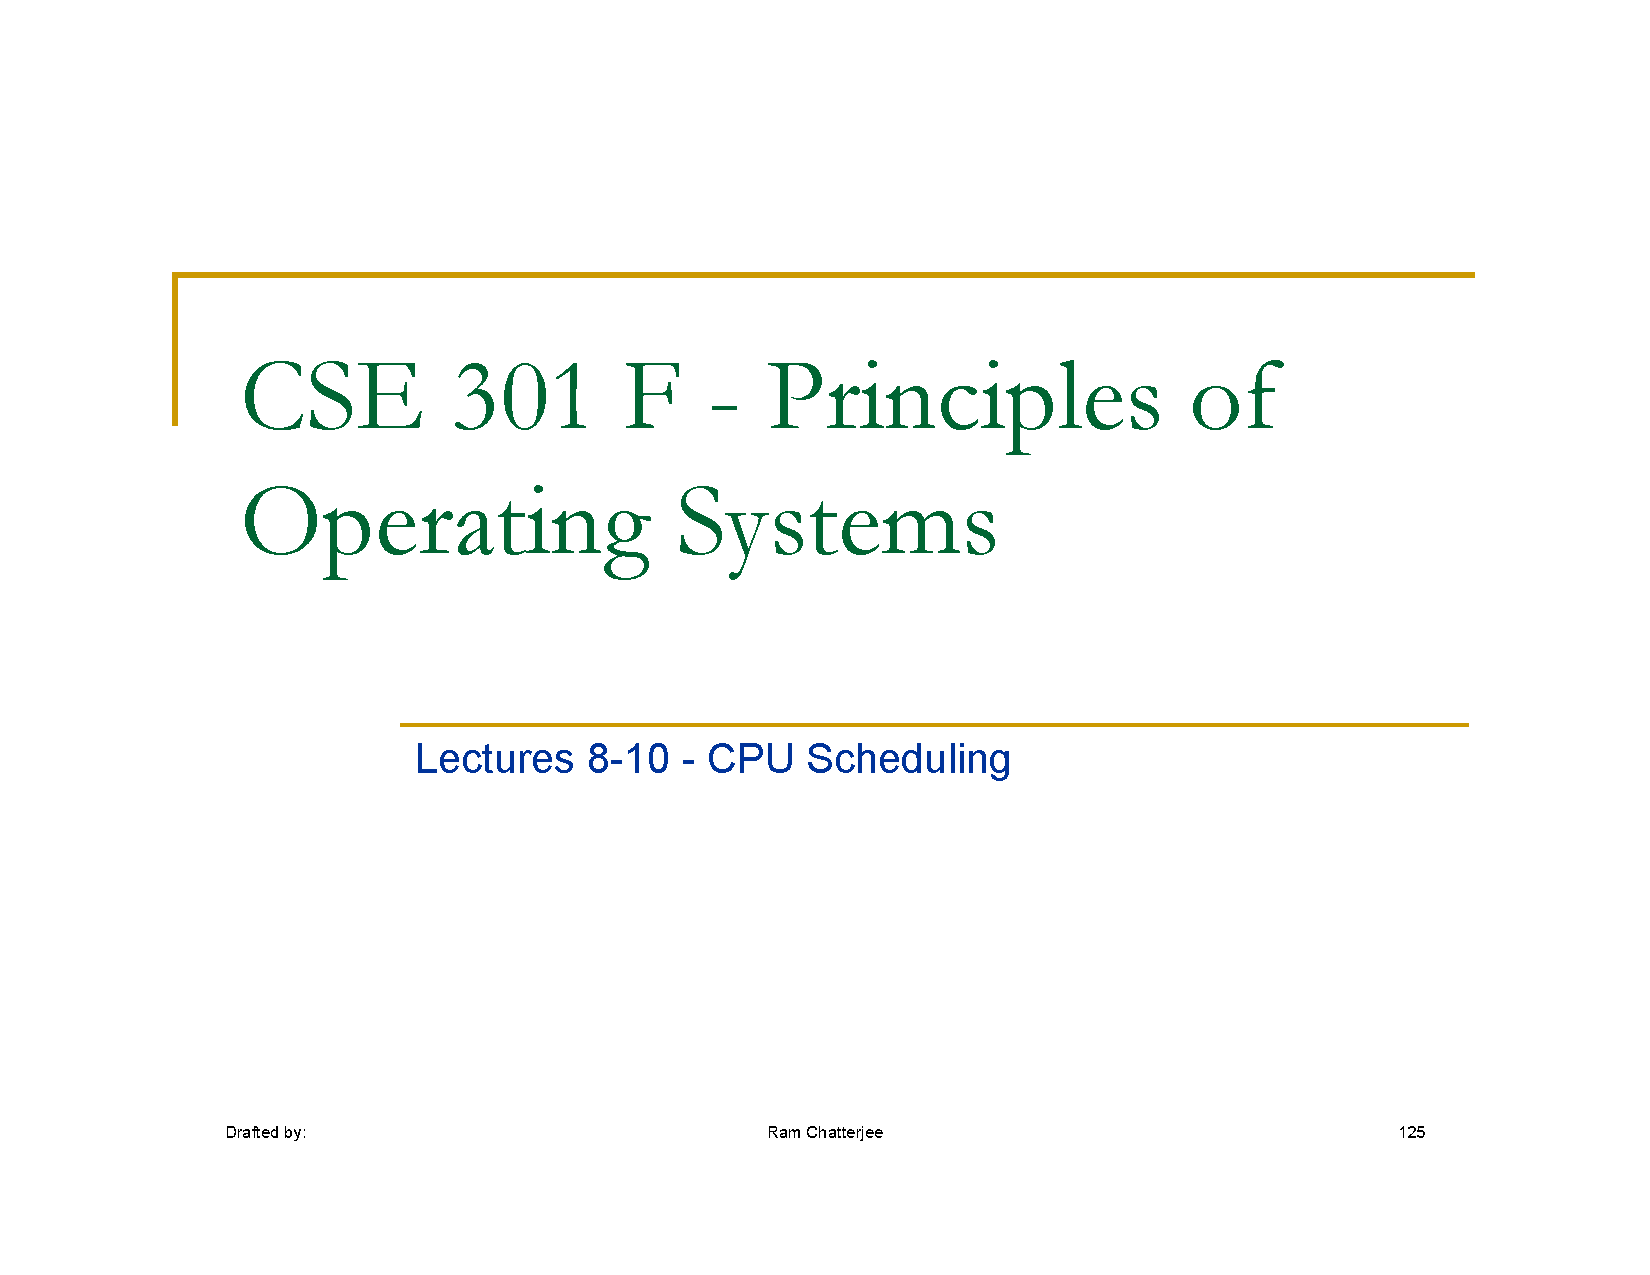 CSE 301 F - Principles of
Operating Systems
Lectures 8-10 - CPU Scheduling
Drafted by: Ram Chatterjee 125